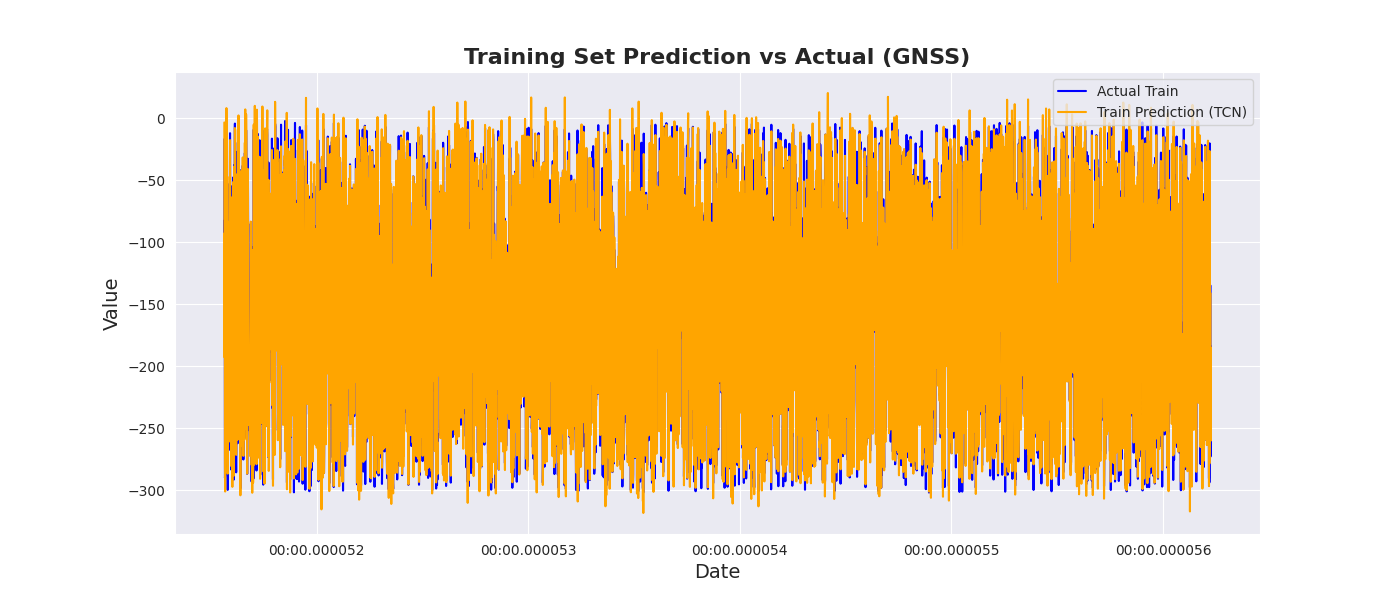 Training Set Prediction vs Actual (GNSS)
Actual Train
Train Prediction (TCN)
0
−50
−100
−150
−200
−250
−300
Value
00:00.000052
00:00.000053
00:00.000054
00:00.000055
00:00.000056
Date